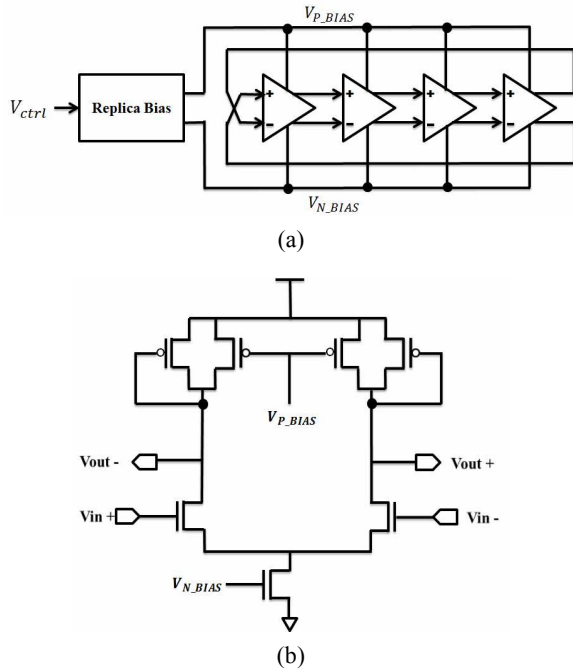 V_P_BIAS
V_ctrl
Replica Bias
+ + + +
− − − −
V_N_BIAS
(a)
V_P_BIAS
Vout - Vout +
Vin + Vin -
V_N_BIAS
(b)